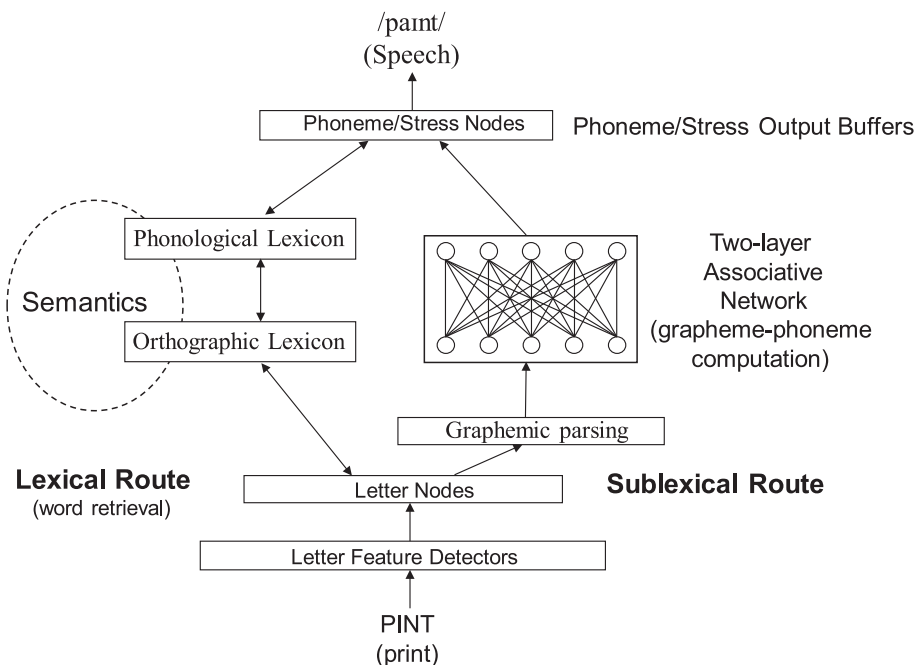 /paɪnt/
(Speech)
Phoneme/Stress Nodes
Phoneme/Stress Output Buffers
Phonological Lexicon
Semantics
Orthographic Lexicon
Two-layer
Associative
Network
(grapheme-phoneme
computation)
Graphemic parsing
Lexical Route
(word retrieval)
Letter Nodes
Sublexical Route
Letter Feature Detectors
PINT
(print)